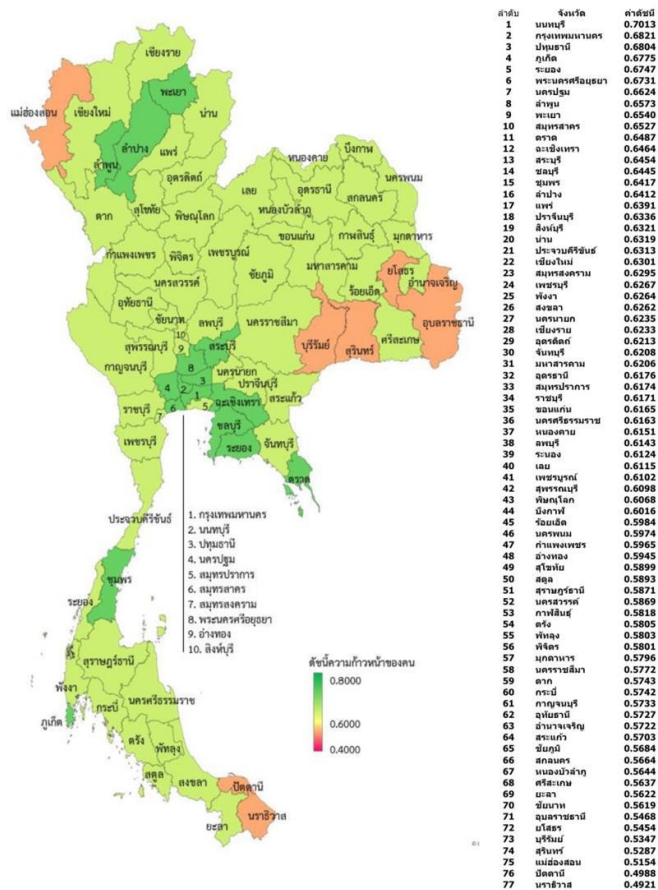 เชียงราย
แม่ฮ่องสอน
เชียงใหม่
พะเยา
น่าน
ลำปาง
ลำพูน
แพร่
อุตรดิตถ์
ตาก
สุโขทัย
พิษณุโลก
กำแพงเพชร
พิจิตร
เพชรบูรณ์
เลย
หนองคาย
บึงกาฬ
อุดรธานี
นครพนม
สกลนคร
หนองบัวลำภู
ขอนแก่น
กาฬสินธุ์
มุกดาหาร
มหาสารคาม
ยโสธร
ร้อยเอ็ด
อำนาจเจริญ
ชัยภูมิ
นครสวรรค์
อุทัยธานี
ชัยนาท
ลพบุรี
นครราชสีมา
บุรีรัมย์
สุรินทร์
ศรีสะเกษ
อุบลราชธานี
สุพรรณบุรี
สระบุรี
กาญจนบุรี
นครนายก
ปราจีนบุรี
สระแก้ว
ฉะเชิงเทรา
ราชบุรี
ชลบุรี
เพชรบุรี
ระยอง
จันทบุรี
ตราด
10
9
8
4
2
3
1
7
6
5
ประจวบคีรีขันธ์
ชุมพร
ระยอง
สุราษฎร์ธานี
พังงา
ภูเก็ต
กระบี่
นครศรีธรรมราช
ตรัง
พัทลุง
สตูล
สงขลา
ปัตตานี
ยะลา
นราธิวาส
1. กรุงเทพมหานคร
2. นนทบุรี
3. ปทุมธานี
4. นครปฐม
5. สมุทรปราการ
6. สมุทรสาคร
7. สมุทรสงคราม
8. พระนครศรีอยุธยา
9. อ่างทอง
10. สิงห์บุรี
ดัชนีความก้าวหน้าของคน
0.8000
0.6000
0.4000
ลำดับ จังหวัด ค่าดัชนี
1 นนทบุรี 0.7013
2 กรุงเทพมหานคร 0.6821
3 ปทุมธานี 0.6804
4 ภูเก็ต 0.6775
5 ระยอง 0.6747
6 พระนครศรีอยุธยา 0.6731
7 นครปฐม 0.6624
8 ลำพูน 0.6573
9 พะเยา 0.6540
10 สมุทรสาคร 0.6527
11 ตราด 0.6487
12 ฉะเชิงเทรา 0.6464
13 สระบุรี 0.6454
14 ชลบุรี 0.6445
15 ชุมพร 0.6417
16 ลำปาง 0.6412
17 แพร่ 0.6391
18 ปราจีนบุรี 0.6336
19 สิงห์บุรี 0.6321
20 น่าน 0.6319
21 ประจวบคีรีขันธ์ 0.6313
22 เชียงใหม่ 0.6301
23 สมุทรสงคราม 0.6295
24 เพชรบุรี 0.6267
25 พังงา 0.6264
26 สงขลา 0.6262
27 นครนายก 0.6235
28 เชียงราย 0.6233
29 อุตรดิตถ์ 0.6213
30 จันทบุรี 0.6208
31 มหาสารคาม 0.6206
32 อุดรธานี 0.6176
33 สมุทรปราการ 0.6174
34 ราชบุรี 0.6171
35 ขอนแก่น 0.6165
36 นครศรีธรรมราช 0.6163
37 หนองคาย 0.6151
38 ลพบุรี 0.6143
39 ระนอง 0.6124
40 เลย 0.6115
41 เพชรบูรณ์ 0.6102
42 สุพรรณบุรี 0.6098
43 พิษณุโลก 0.6068
44 บึงกาฬ 0.6016
45 ร้อยเอ็ด 0.5984
46 นครพนม 0.5974
47 กำแพงเพชร 0.5965
48 อ่างทอง 0.5945
49 สุโขทัย 0.5899
50 สตูล 0.5893
51 สุราษฎร์ธานี 0.5871
52 นครสวรรค์ 0.5869
53 กาฬสินธุ์ 0.5818
54 ตรัง 0.5805
55 พัทลุง 0.5803
56 พิจิตร 0.5801
57 มุกดาหาร 0.5796
58 นครราชสีมา 0.5772
59 ตาก 0.5743
60 กระบี่ 0.5742
61 กาญจนบุรี 0.5733
62 อุทัยธานี 0.5727
63 อำนาจเจริญ 0.5722
64 สระแก้ว 0.5703
65 ชัยภูมิ 0.5684
66 สกลนคร 0.5664
67 หนองบัวลำภู 0.5644
68 ศรีสะเกษ 0.5637
69 ยะลา 0.5622
70 ชัยนาท 0.5619
71 อุบลราชธานี 0.5468
72 ยโสธร 0.5454
73 บุรีรัมย์ 0.5347
74 สุรินทร์ 0.5287
75 แม่ฮ่องสอน 0.5154
76 ปัตตานี 0.4988
77 นราธิวาส 0.4921